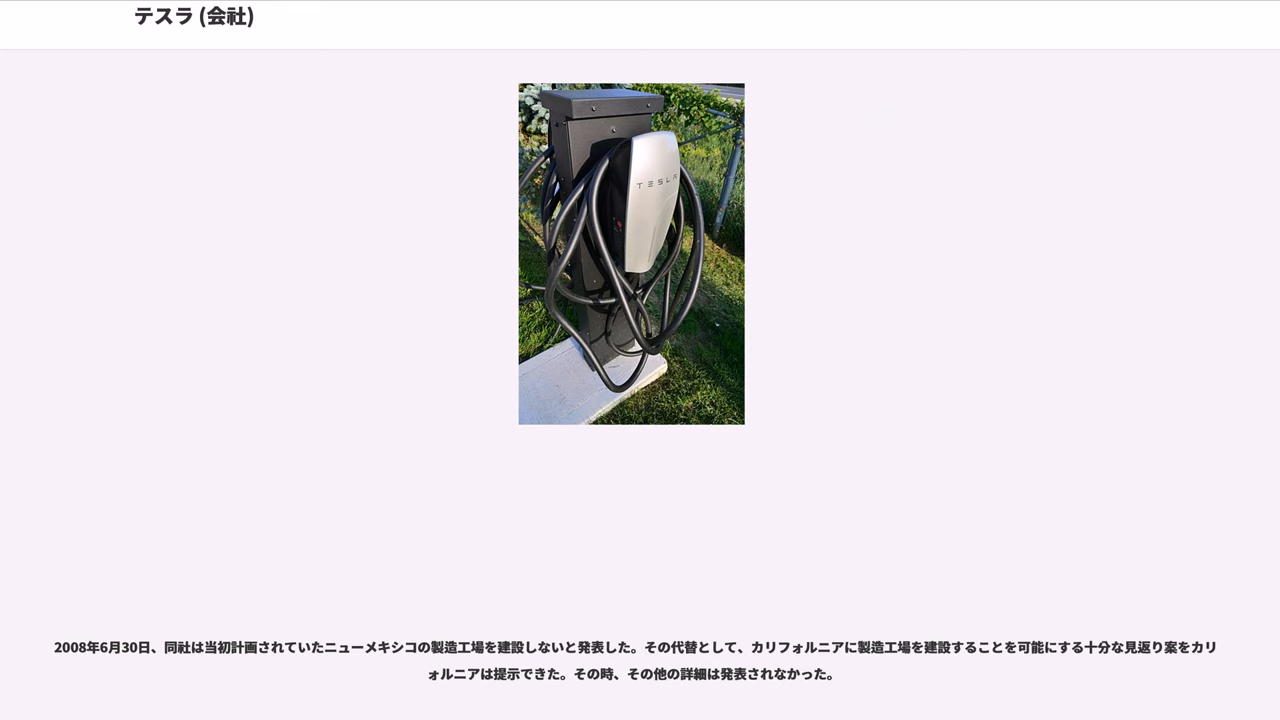 テスラ (会社)
TESLA
2008年6月30日、同社は当初計画されていたニューメキシコの製造工場を建設しないと発表した。その代替として、カリフォルニアに製造工場を建設することを可能にする十分な見返り案をカリ
ォルニアは提示できた。その時、その他の詳細は発表されなかった。